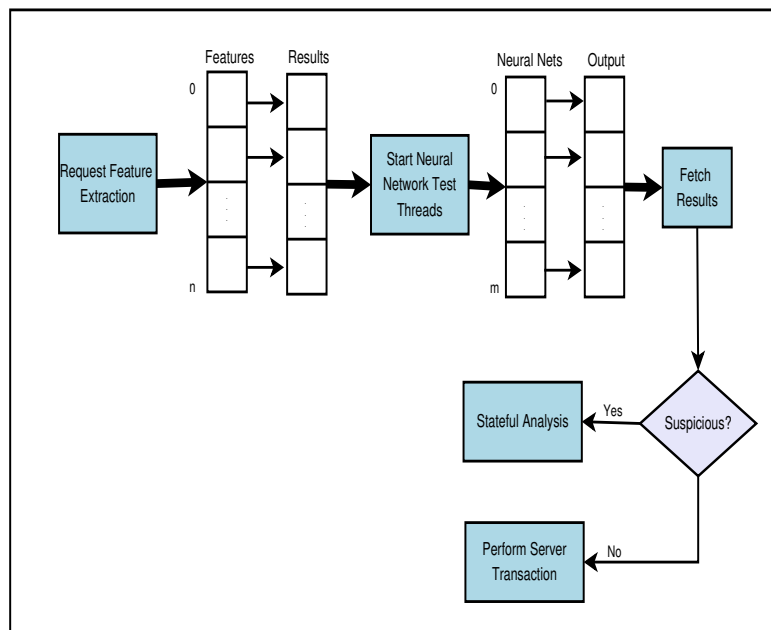 Features
Results
Neural Nets
Output
0
0
Request Feature
Extraction
Start Neural
Network Test
Threads
Fetch
Results
n
m
Stateful Analysis
Yes
Suspicious?
Perform Server
Transaction
No